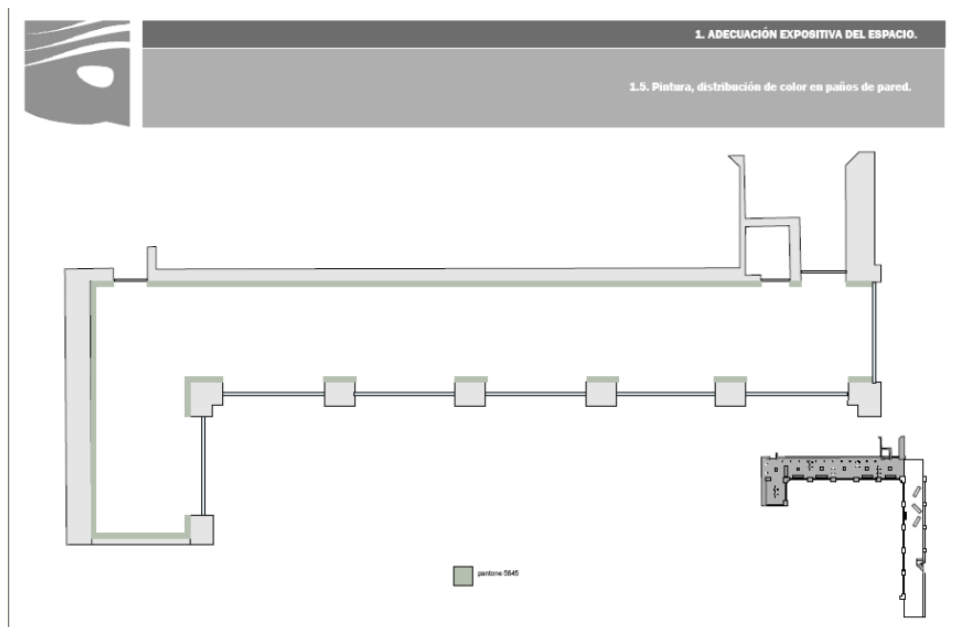 1. ADECUACIÓN EXPOSITIVA DEL ESPACIO.
1.5. Pintura, distribución de color en paños de pared.
pantone 5645